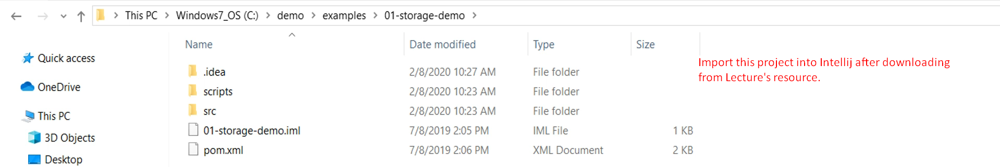 This PC > Windows7_OS (C:) > demo > examples > 01-storage-demo >
Name Date modified Type Size
Quick access
OneDrive
This PC
3D Objects
Desktop
.idea 2/8/2020 10:27 AM File folder
scripts 2/8/2020 10:23 AM File folder
src 2/8/2020 10:23 AM File folder
01-storage-demo.iml 7/8/2019 2:05 PM IML File 1 KB
pom.xml 7/8/2019 2:06 PM XML Document 2 KB
Import this project into Intellij after downloading
from Lecture's resource.